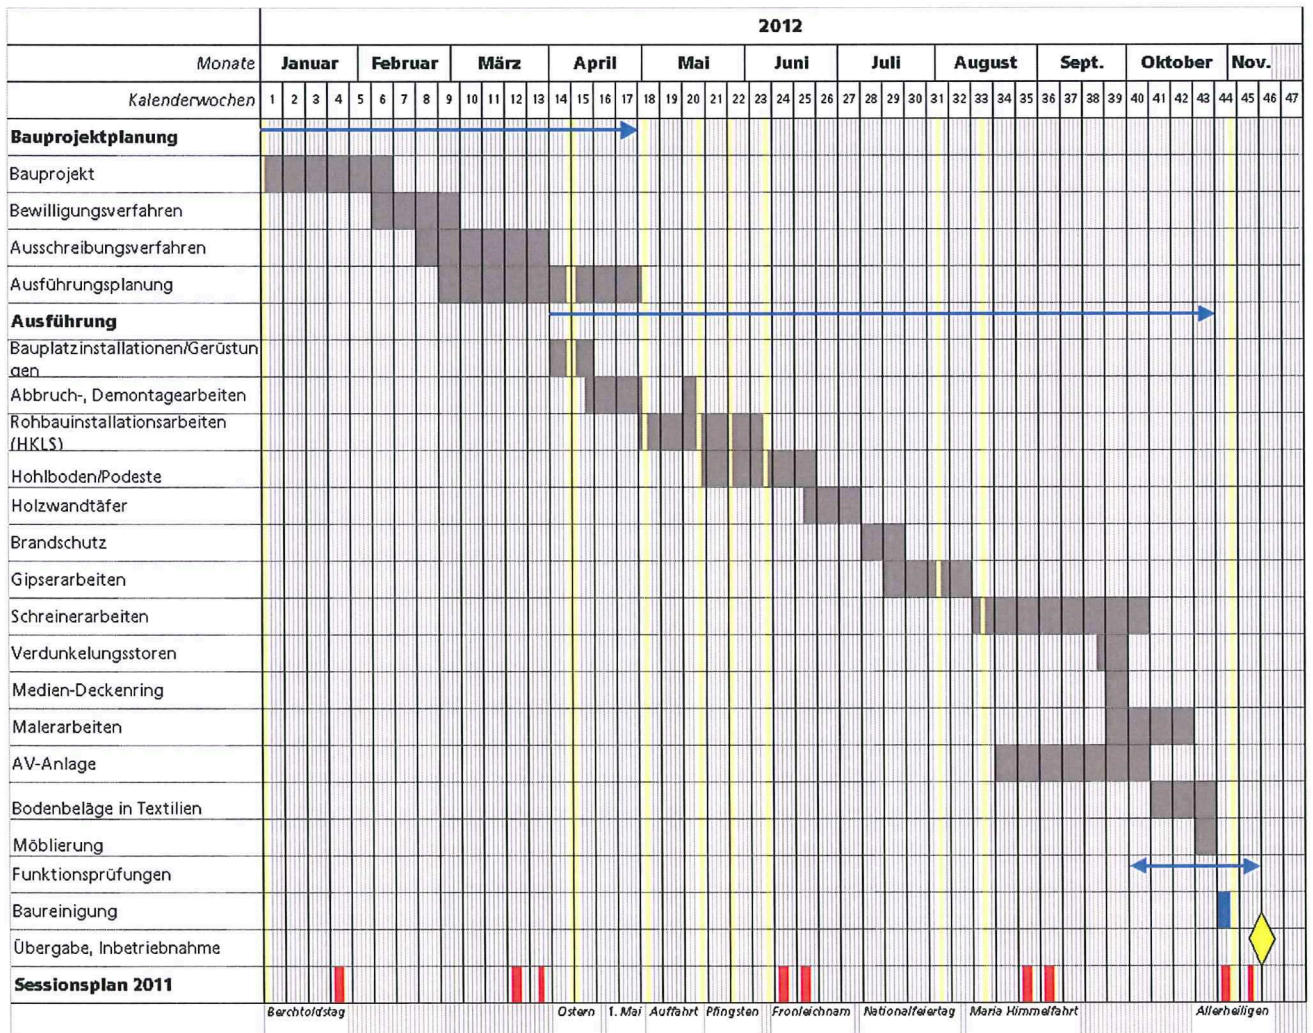 2012
Monate Januar Februar März April Mai Juni Juli August Sept. Oktober Nov.
Kalenderwochen 1 2 3 4 5 6 7 8 9 10 11 12 13 14 15 16 17 18 19 20 21 22 23 24 25 26 27 28 29 30 31 32 33 34 35 36 37 38 39 40 41 42 43 44 45 46 47
Bauprojektplanung
Bauprojekt
Bewilligungsverfahren
Ausschreibungsverfahren
Ausführungsplanung
Ausführung
Bauplatzinstallationen/Gerüstun
gen
Abbruch-, Demontagearbeiten
Rohbauinstallationsarbeiten
(HKLS)
Hohlboden/Podeste
Holzwandtäfer
Brandschutz
Gipserarbeiten
Schreinerarbeiten
Verdunkelungsstoren
Medien-Deckenring
Malerarbeiten
AV-Anlage
Bodenbeläge in Textilien
Möblierung
Funktionsprüfungen
Baureinigung
Übergabe, Inbetriebnahme
Sessionsplan 2011
Berchtoldstag Ostern 1. Mai Auffahrt Pfingsten Fronleichnam Nationalfeiertag Maria Himmelfahrt Allerheiligen